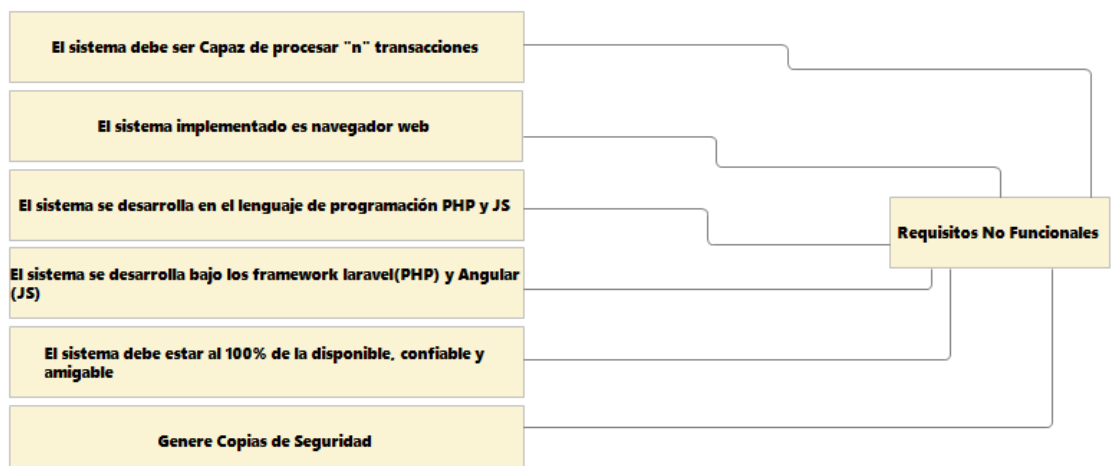 El sistema debe ser Capaz de procesar ¨n¨ transacciones
El sistema implementado es navegador web
El sistema se desarrolla en el lenguaje de programación PHP y JS
Requisitos No Funcionales
El sistema se desarrolla bajo los framework laravel(PHP) y Angular
(JS)
El sistema debe estar al 100% de la disponible, confiable y
amigable
Genere Copias de Seguridad